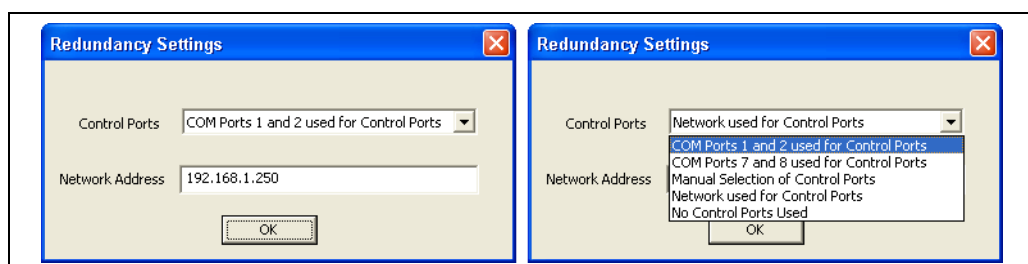 Redundancy Settings
Control Ports
COM Ports 1 and 2 used for Control Ports
Network Address
192.168.1.250
OK
Redundancy Settings
Control Ports
Network used for Control Ports
COM Ports 1 and 2 used for Control Ports
COM Ports 7 and 8 used for Control Ports
Manual Selection of Control Ports
Network used for Control Ports
No Control Ports Used
Network Address
OK